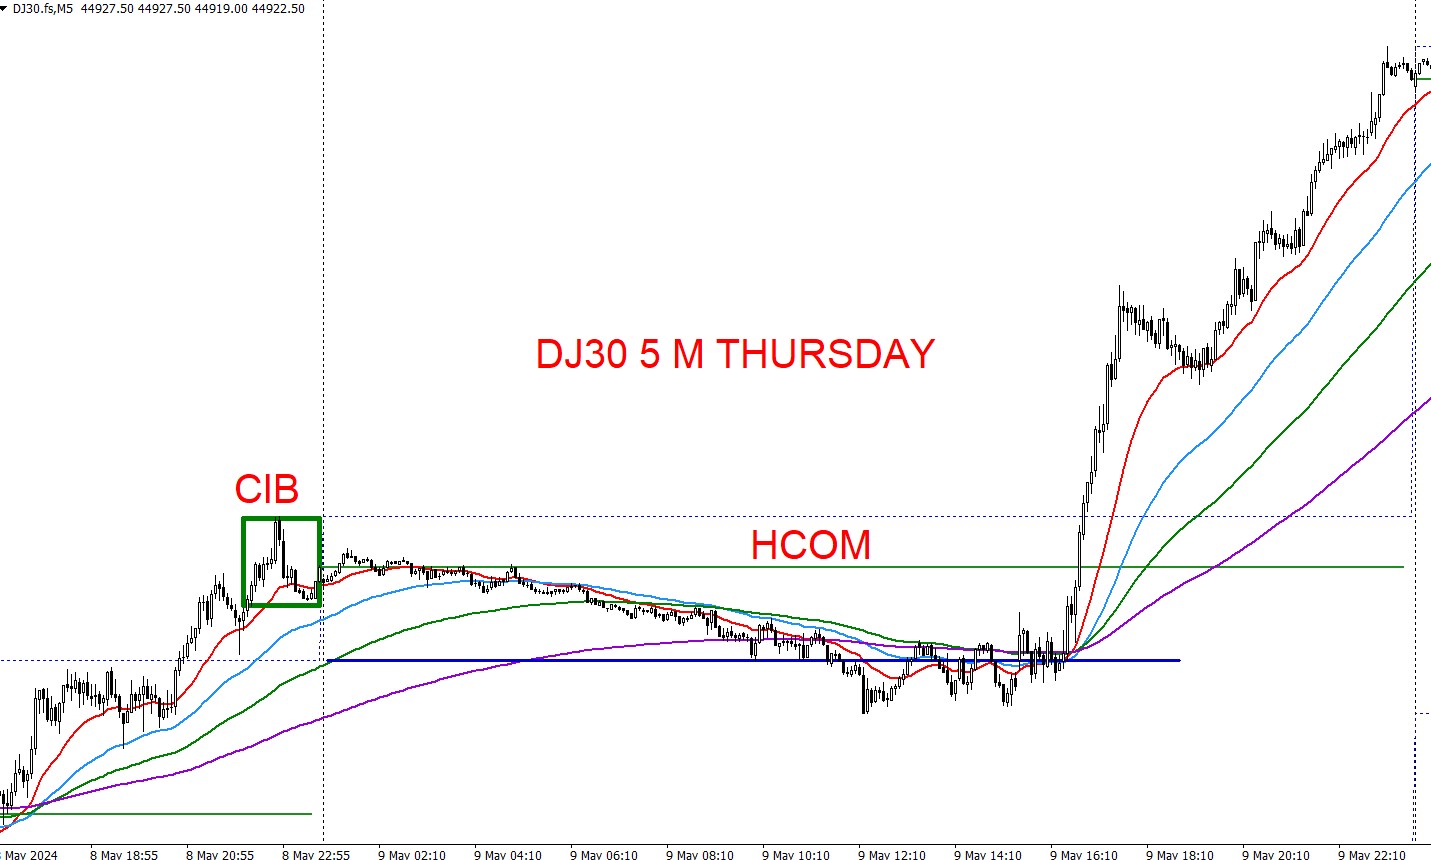 DJ30.fs,M5 44927.50 44927.50 44919.00 44922.50
DJ30 5 M THURSDAY
CIB
HCOM
May 2024
8 May 18:55
8 May 20:55
8 May 22:55
9 May 02:10
9 May 04:10
9 May 06:10
9 May 08:10
9 May 10:10
9 May 12:10
9 May 14:10
9 May 16:10
9 May 18:10
9 May 20:10
9 May 22:10